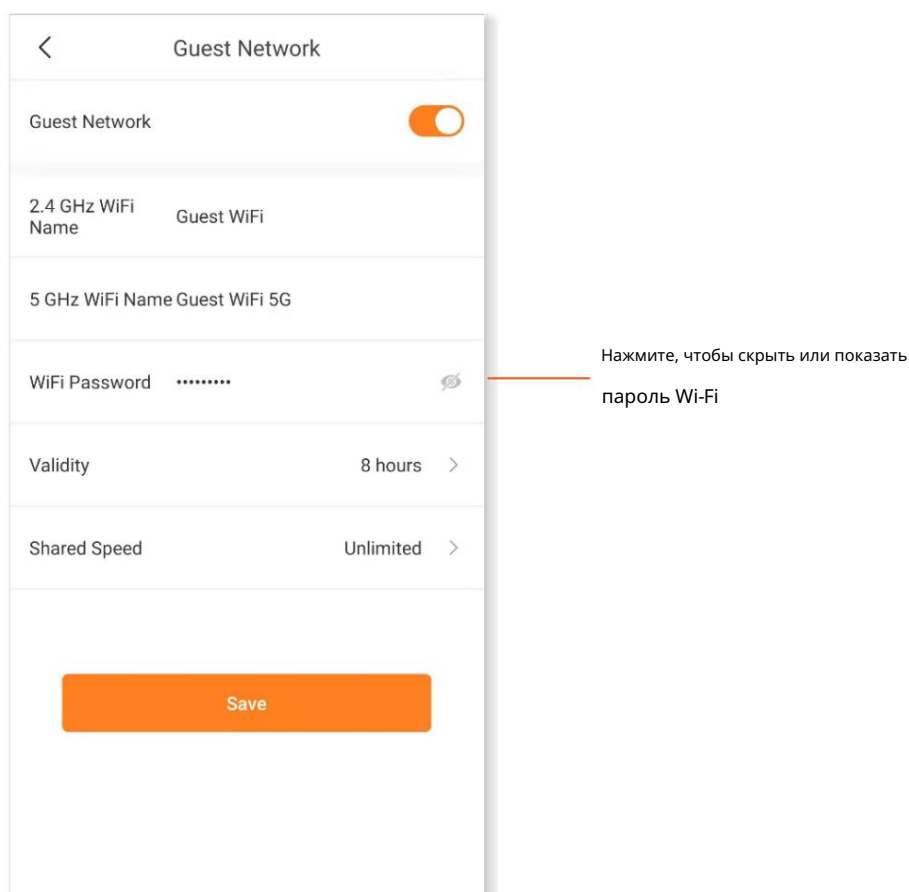 Guest Network
Guest Network
2.4 GHz WiFi
Name
Guest WiFi
5 GHz WiFi Name Guest WiFi 5G
WiFi Password •••••••••
Нажмите, чтобы скрыть или показать
пароль Wi-Fi
Validity 8 hours
Shared Speed Unlimited
Save